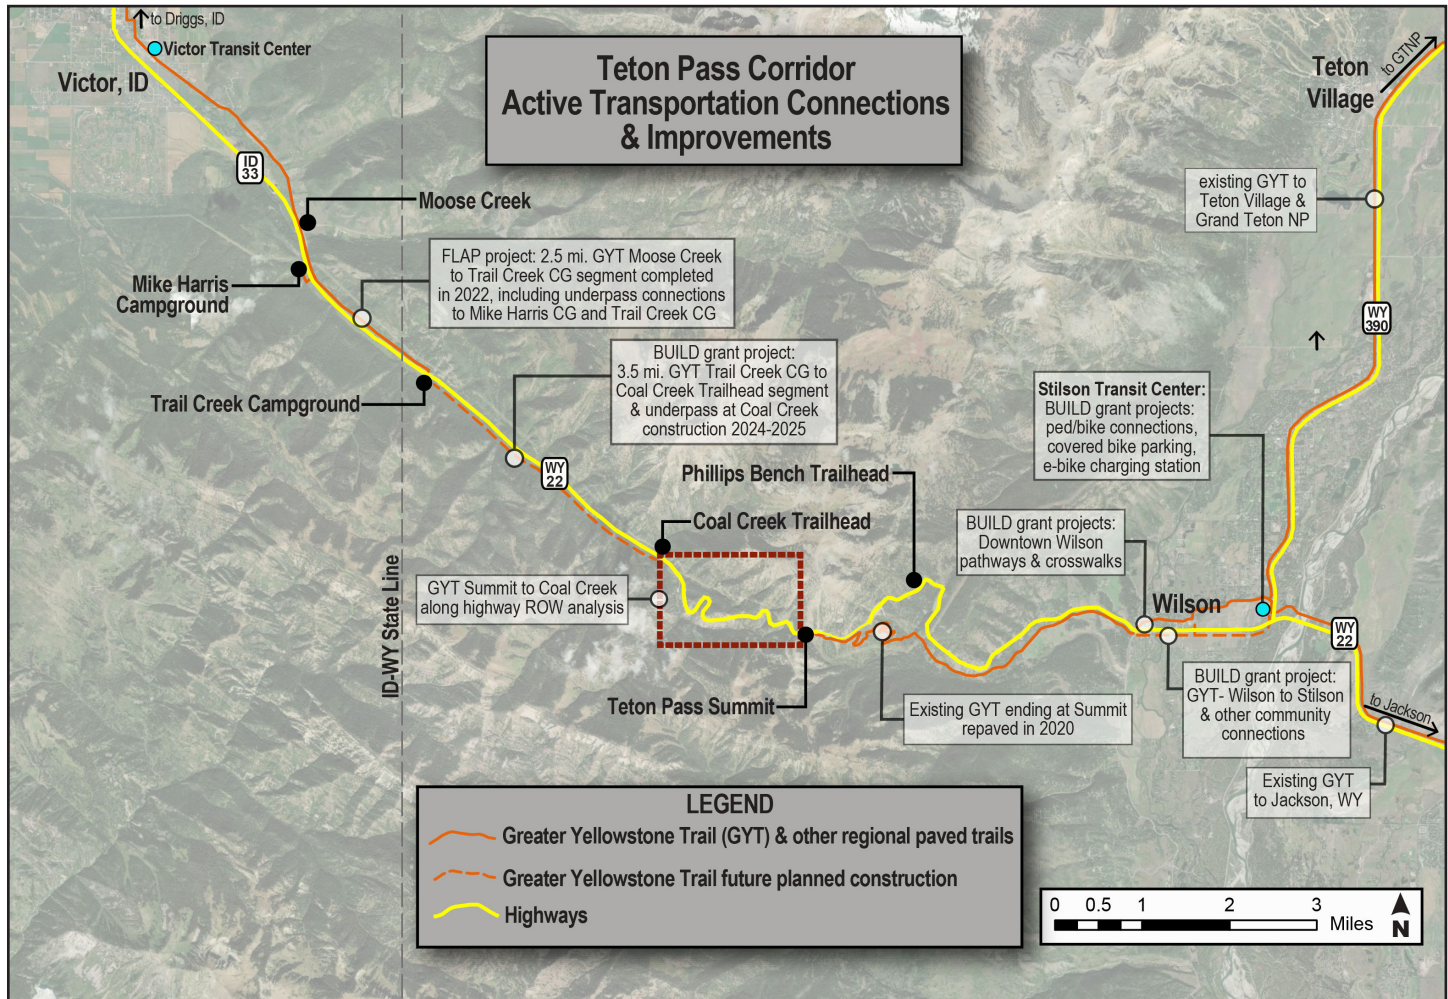 to Driggs, ID
Victor Transit Center
Victor, ID
Teton Pass Corridor
Active Transportation Connections
& Improvements
Teton
Village
to GTNP
ID
33
Moose Creek
existing GYT to
Teton Village &
Grand Teton NP
FLAP project: 2.5 mi. GYT Moose Creek
to Trail Creek CG segment completed
in 2022, including underpass connections
to Mike Harris CG and Trail Creek CG
Mike Harris
Campground
WY
390
BUILD grant project:
3.5 mi. GYT Trail Creek CG to
Coal Creek Trailhead segment
& underpass at Coal Creek
construction 2024-2025
Trail Creek Campground
Stilson Transit Center:
BUILD grant projects:
ped/bike connections,
covered bike parking,
e-bike charging station
WY
22
Phillips Bench Trailhead
Coal Creek Trailhead
BUILD grant projects:
Downtown Wilson
pathways & crosswalks
ID-WY State Line
GYT Summit to Coal Creek
along highway ROW analysis
Wilson
WY
22
Teton Pass Summit
Existing GYT ending at Summit
repaved in 2020
BUILD grant project:
GYT- Wilson to Stilson
& other community
connections
to Jackson
Existing GYT
to Jackson, WY
LEGEND
Greater Yellowstone Trail (GYT) & other regional paved trails
Greater Yellowstone Trail future planned construction
Highways
0 0.5 1 2 3
Miles
N